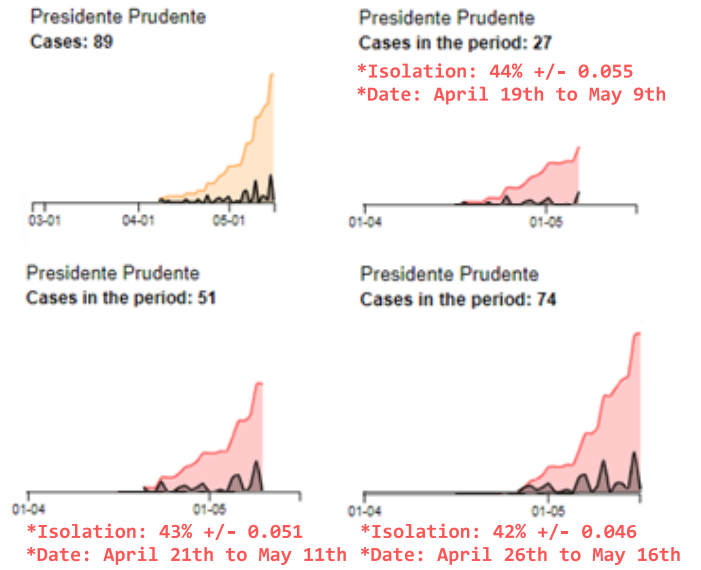 Presidente Prudente
Cases: 89
03-01 04-01 05-01
Presidente Prudente
Cases in the period: 27
*Isolation: 44% +/- 0.055
*Date: April 19th to May 9th
01-04 01-05
Presidente Prudente
Cases in the period: 51
01-04 01-05
*Isolation: 43% +/- 0.051
*Date: April 21th to May 11th
Presidente Prudente
Cases in the period: 74
01-04 01-05
*Isolation: 42% +/- 0.046
*Date: April 26th to May 16th